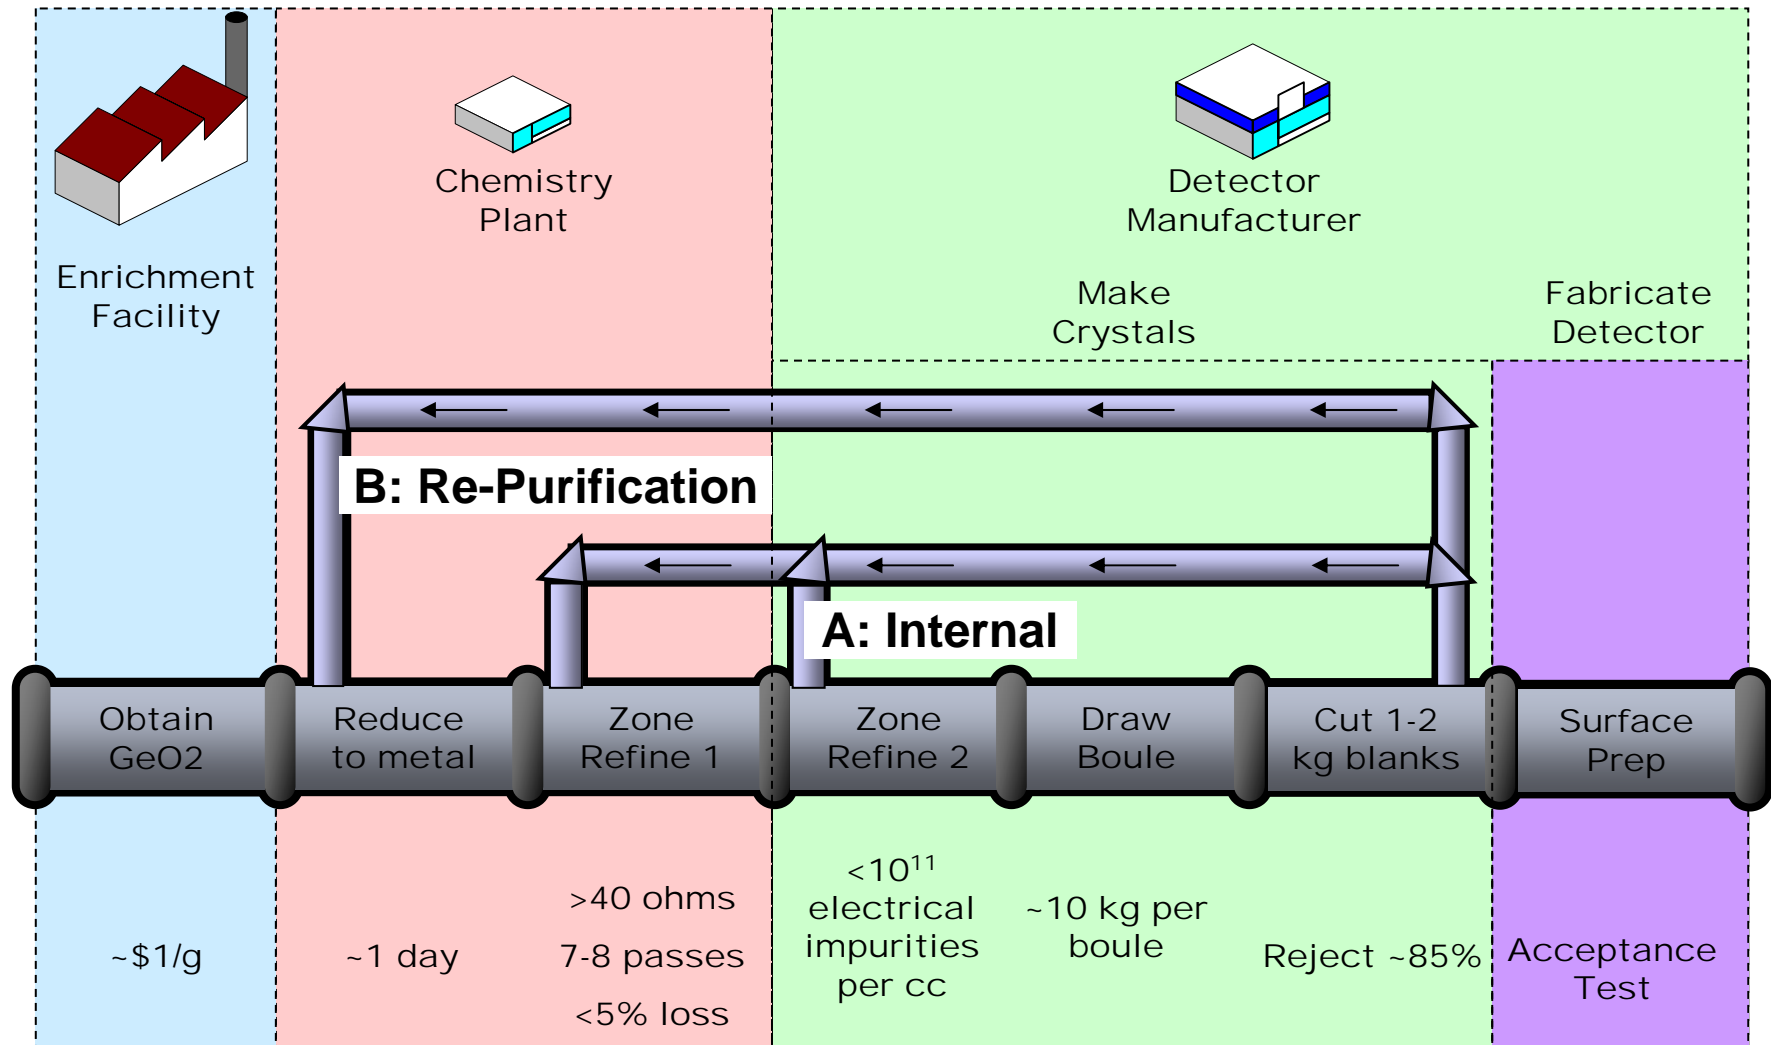 Enrichment
Facility
Chemistry
Plant
Detector
Manufacturer
Make
Crystals
Fabricate
Detector
B: Re-Purification
A: Internal
Obtain
GeO2
Reduce
to metal
Zone
Refine 1
Zone
Refine 2
Draw
Boule
Cut 1-2
kg blanks
Surface
Prep
~$1/g
~1 day
>40 ohms
7-8 passes
<5% loss
<10¹¹
electrical
impurities
per cc
~10 kg per
boule
Reject ~85%
Acceptance
Test